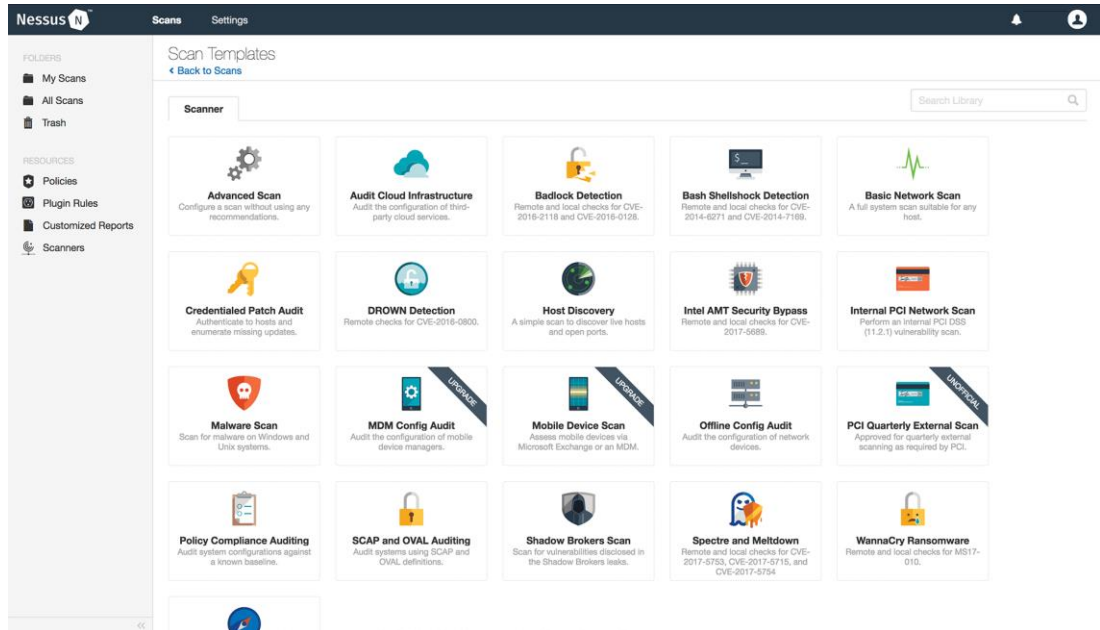 Nessus N ™ Scans Settings
FOLDERS
My Scans
All Scans
Trash
RESOURCES
Policies
Plugin Rules
Customized Reports
Scanners
Scan Templates
Back to Scans
Scanner
Search Library
Advanced Scan
Configure a scan without using any
recommendations.
Audit Cloud Infrastructure
Audit the configuration of third-
party cloud services.
Badlock Detection
Remote and local checks for CVE-
2016-2118 and CVE-2016-0128.
$_
Bash Shellshock Detection
Remote and local checks for CVE-
2014-6271 and CVE-2014-7169.
Basic Network Scan
A full system scan suitable for any
host.
Credentialed Patch Audit
Authenticate to hosts and
enumerate missing updates.
DROWN Detection
Remote checks for CVE-2016-0800.
Host Discovery
A simple scan to discover live hosts
and open ports.
Intel AMT Security Bypass
Remote and local checks for CVE-
2017-5689.
Internal PCI Network Scan
Perform an internal PCI DSS
(11.2.1) vulnerability scan.
Malware Scan
Scan for malware on Windows and
Unix systems.
UPGRADE
MDM Config Audit
Audit the configuration of mobile
device managers.
UPGRADE
Mobile Device Scan
Assess mobile devices via
Microsoft Exchange or an MDM.
Offline Config Audit
Audit the configuration of network
devices.
UNOFFICIAL
PCI Quarterly External Scan
Approved for quarterly external
scanning as required by PCI.
Policy Compliance Auditing
Audit system configurations against
a known baseline.
SCAP and OVAL Auditing
Audit systems using SCAP and
OVAL definitions.
Shadow Brokers Scan
Scan for vulnerabilities disclosed in
the Shadow Brokers leaks.
Spectre and Meltdown
Remote and local checks for CVE-
2017-5753, CVE-2017-5715, and
CVE-2017-5754
WannaCry Ransomware
Remote and local checks for MS17-
010.